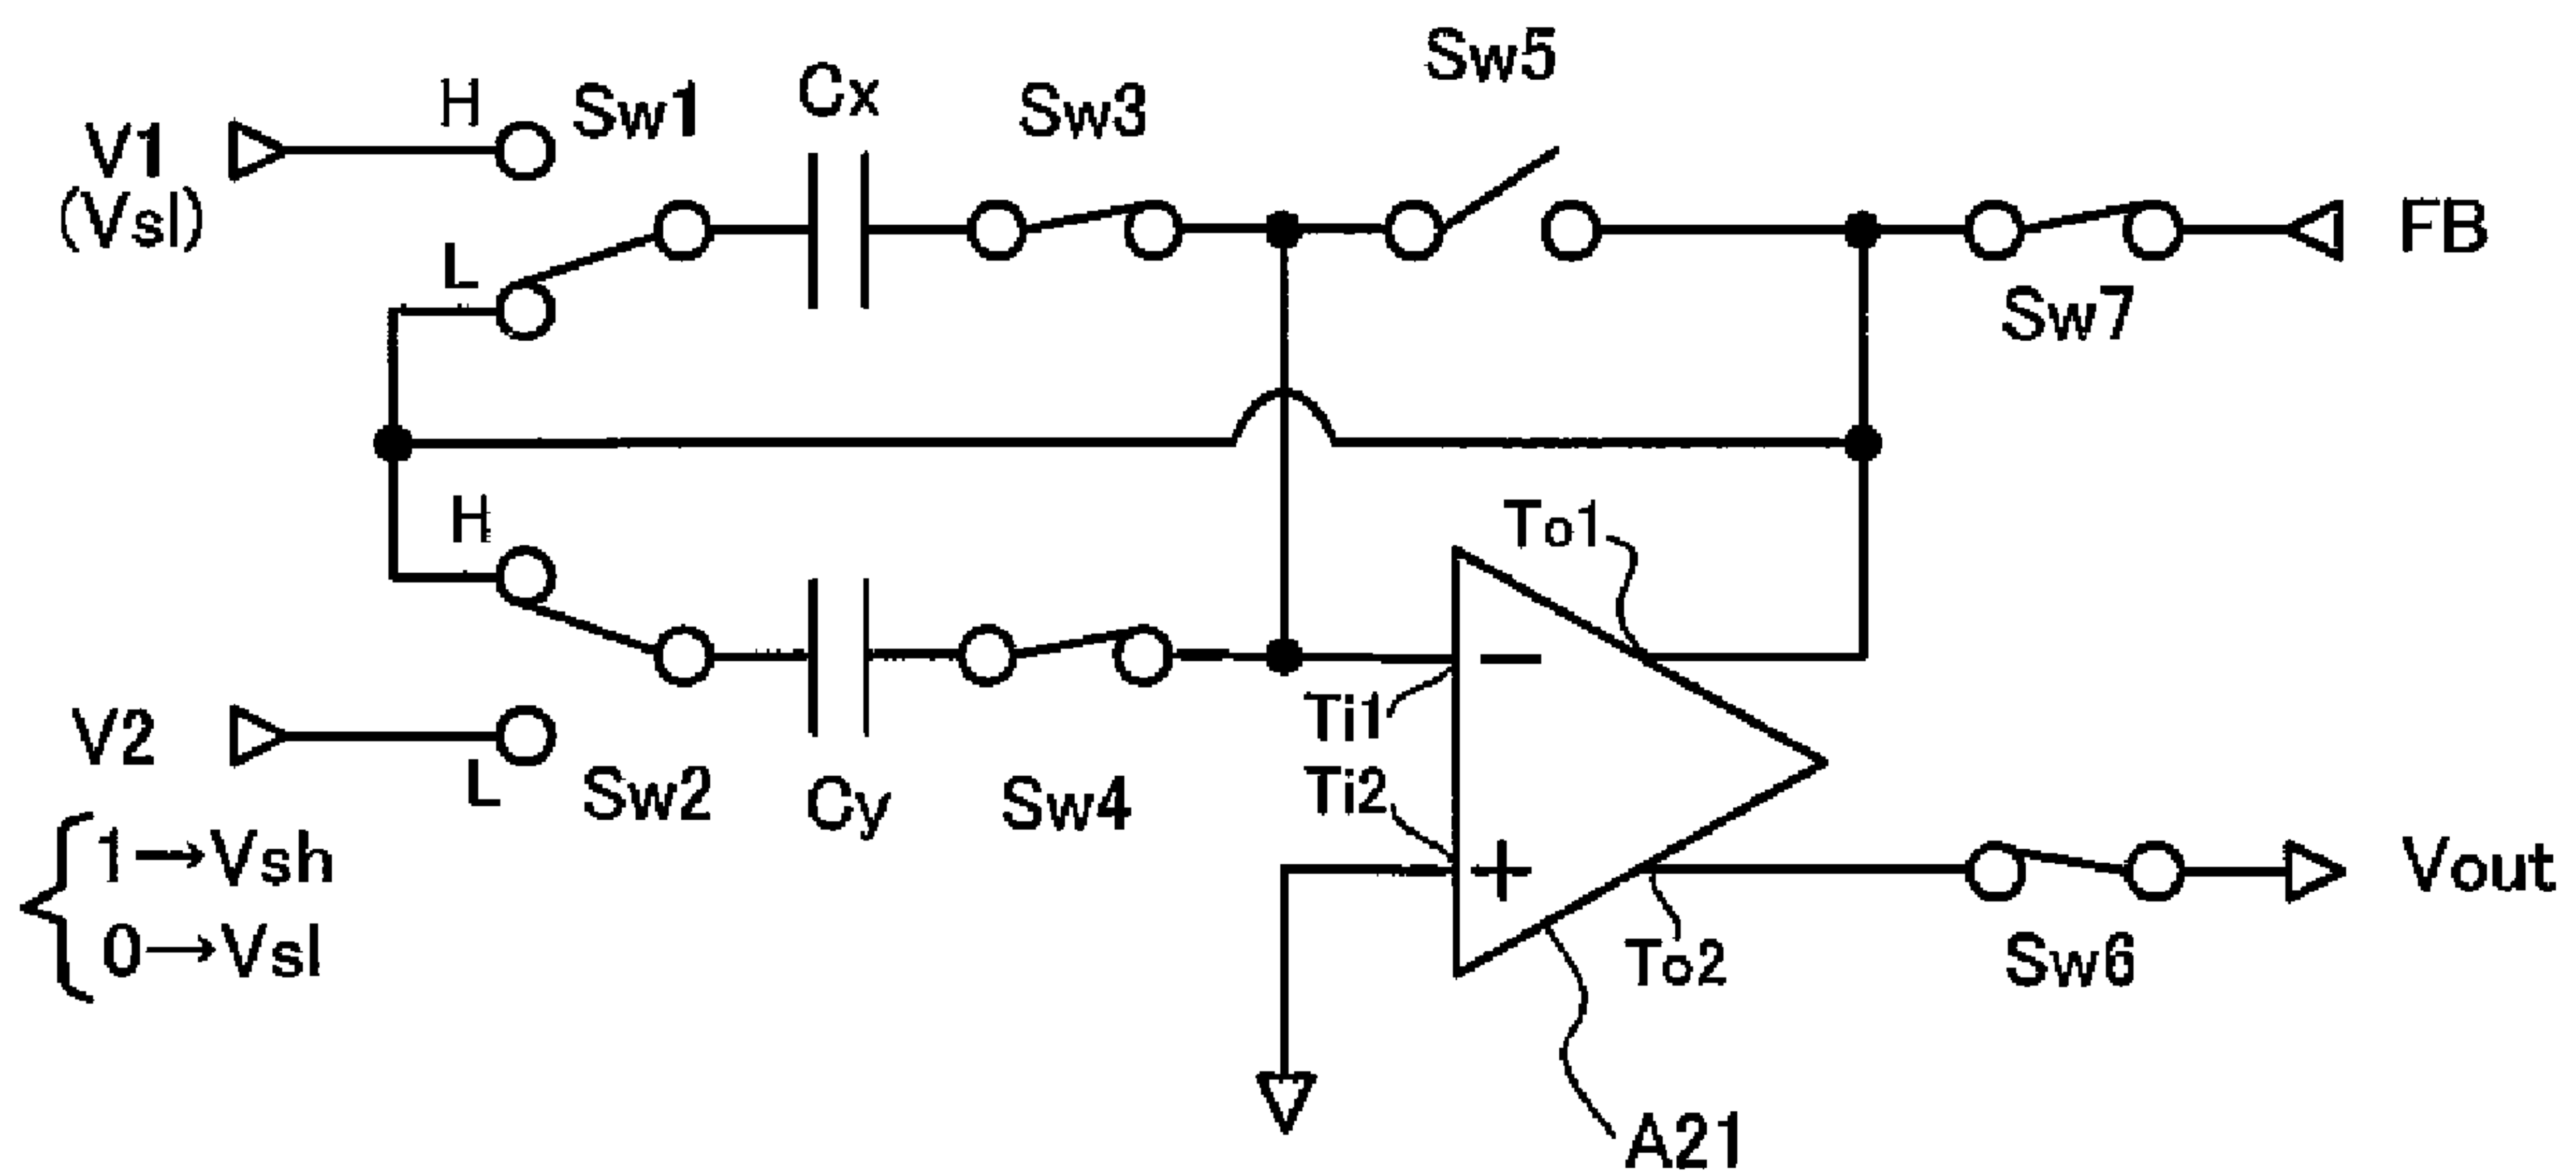 Sw5
Cx
H
Sw1
Sw3
V1
(Vsl)
L
FB
Sw7
H
To1
Ti1
V2
L
Sw2
Cy
Sw4
Ti2
1→Vsh
0→Vsl
−
+
To2
Vout
Sw6
A21